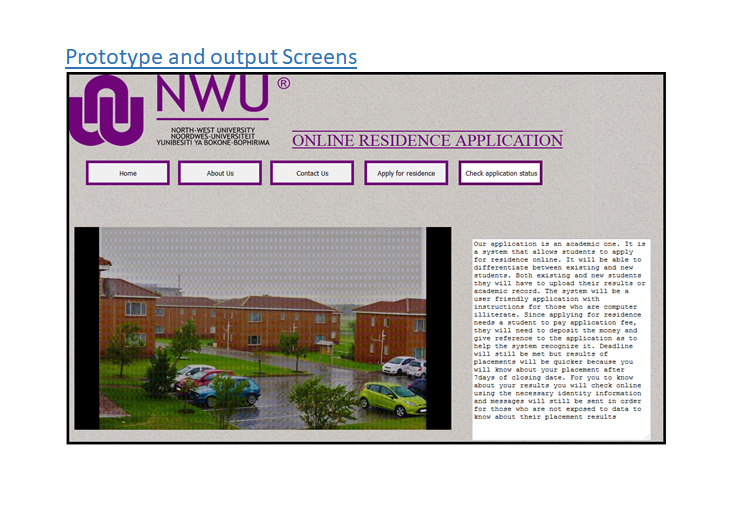 Prototype and output Screens
NWU®
NORTH-WEST UNIVERSITY
NOORDWES-UNIVERSITEIT
YUNIBESITI YA BOKONE-BOPHIRIMA
ONLINE RESIDENCE APPLICATION
Home
About Us
Contact Us
Apply for residence
Check application status
Our application is an academic one. It is
a system that allows students to apply
for residence online. It will be able to
differentiate between existing and new
students. Both existing and new students
they will have to upload their results or
academic record. The system will be a
user friendly application with
instructions for those who are computer
illiterate. Since applying for residence
needs a student to pay application fee,
they will need to deposit the money and
give reference to the application as to
help the system recognize it. Deadline
will still be met but results of
placements will be quicker because you
will know about your placement after
7days of closing date. For you to know
about your results you will check online
using the necessary identity information
and messages will still be sent in order
for those who are not exposed to data to
know about their placement results